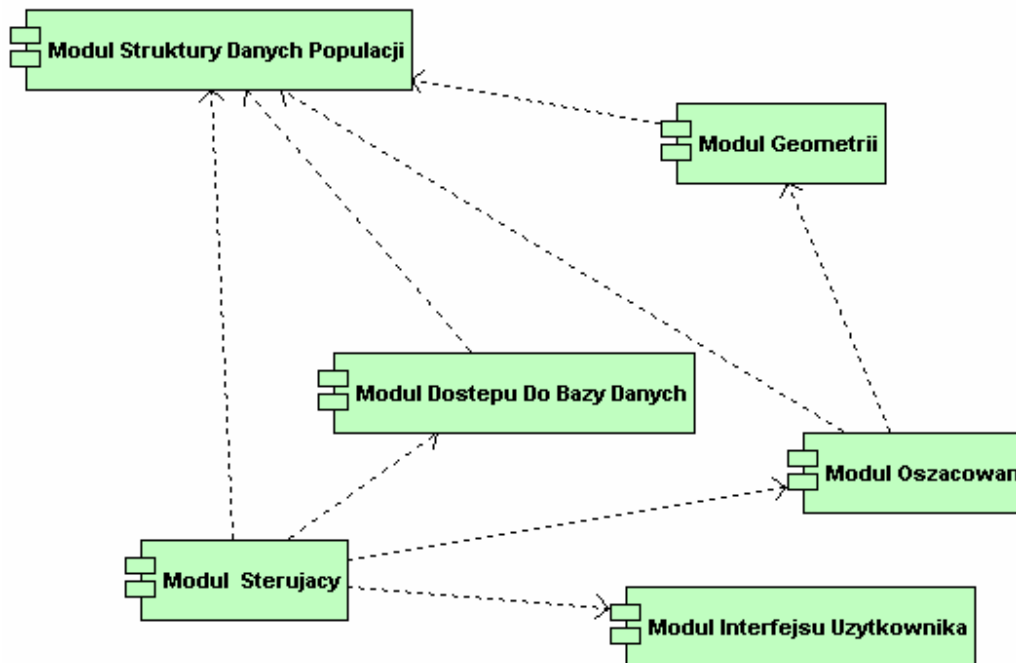 Modul Struktury Danych Populacji
Modul Geometrii
Modul Dostepu Do Bazy Danych
Modul Oszacowan
Modul Sterujacy
Modul Interfejsu Uzytkownika